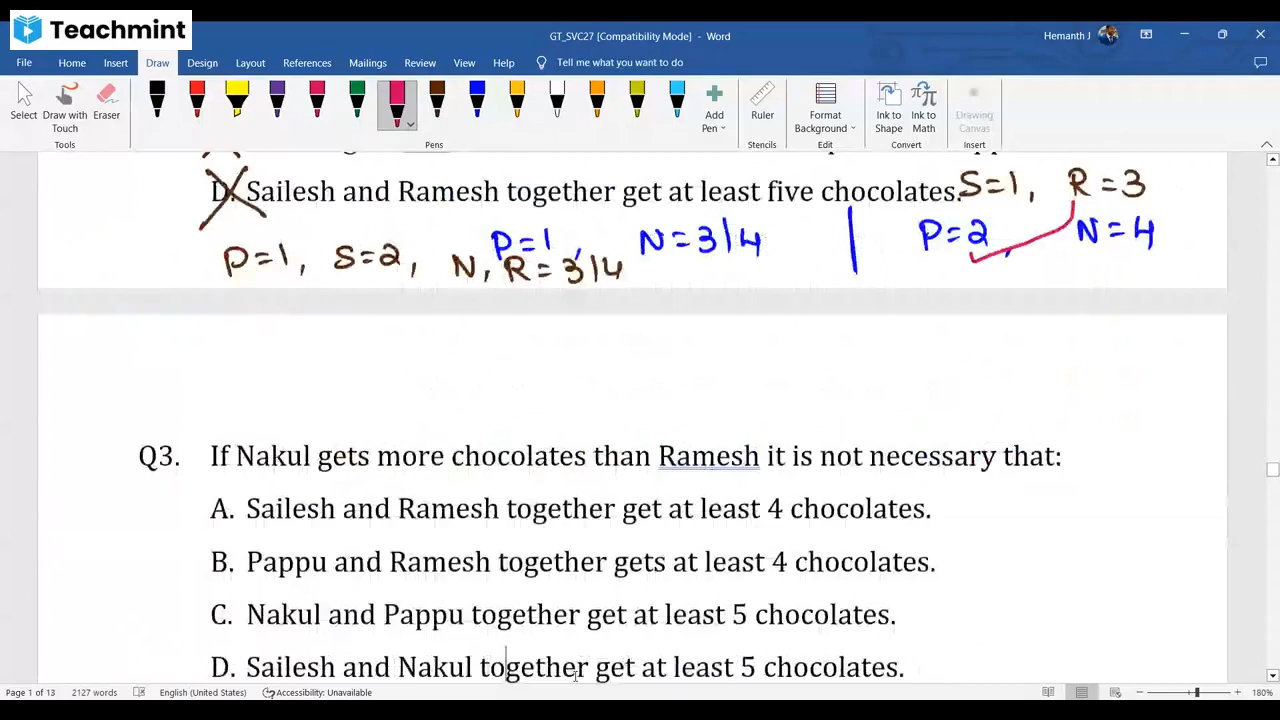 Teachmint
GT_SVC27 [Compatibility Mode] - Word
Hemanth J
File Home Insert Draw Design Layout References Mailings Review View Help Tell me what you want to do
Select Draw with Touch Eraser Add Pen Ruler Format Background Ink to Shape Ink to Math Drawing Canvas
Tools Pens Stencils Edit Convert Insert
D. Sailesh and Ramesh together get at least five chocolates. S=1, R=3
P=1, N=3/4 P=2, N=4
P=1, S=2, N, R=3/4
Q3. If Nakul gets more chocolates than Ramesh it is not necessary that:
A. Sailesh and Ramesh together get at least 4 chocolates.
B. Pappu and Ramesh together gets at least 4 chocolates.
C. Nakul and Pappu together get at least 5 chocolates.
D. Sailesh and Nakul together get at least 5 chocolates.
Page 1 of 13 2127 words English (United States) Accessibility: Unavailable 180%